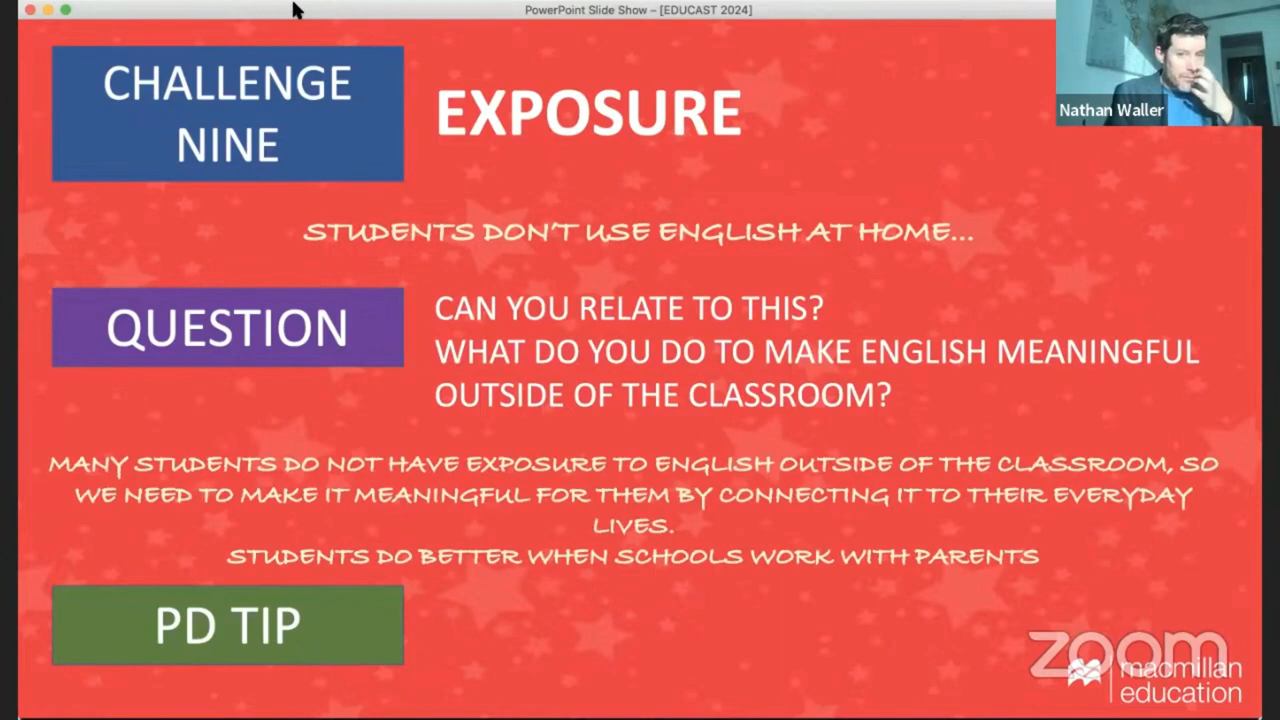 PowerPoint Slide Show – [EDUCAST 2024]
Nathan Waller
CHALLENGE
NINE
EXPOSURE
STUDENTS DON'T USE ENGLISH AT HOME...
QUESTION
CAN YOU RELATE TO THIS?
WHAT DO YOU DO TO MAKE ENGLISH MEANINGFUL
OUTSIDE OF THE CLASSROOM?
MANY STUDENTS DO NOT HAVE EXPOSURE TO ENGLISH OUTSIDE OF THE CLASSROOM, SO
WE NEED TO MAKE IT MEANINGFUL FOR THEM BY CONNECTING IT TO THEIR EVERYDAY
LIVES.
STUDENTS DO BETTER WHEN SCHOOLS WORK WITH PARENTS
PD TIP
zoom
macmillan
education